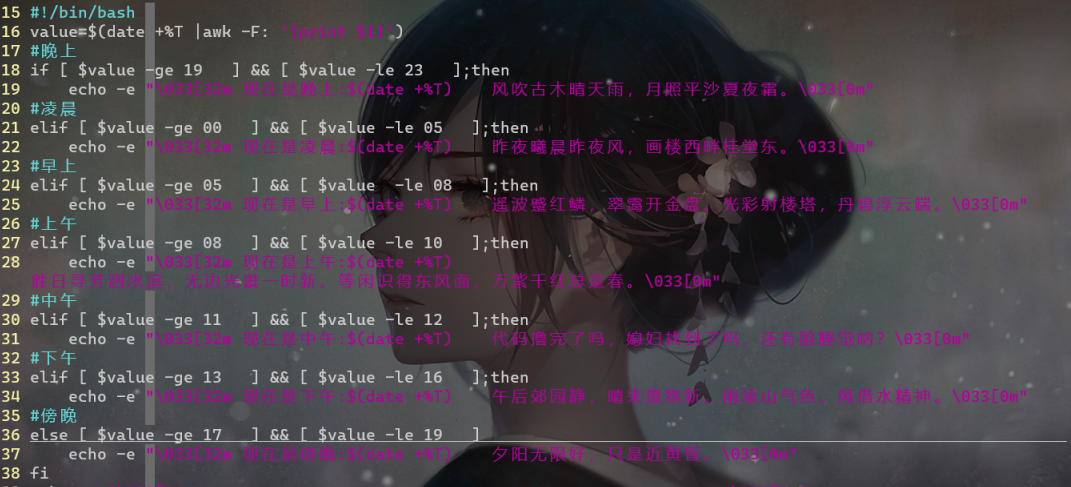 15 #!/bin/bash
16 value=$(date +%T |awk -F: '{print $1}')
17 #晚上
18 if [ $value -ge 19   ] && [ $value -le 23   ];then
19     echo -e "\033[32m 现在是晚上:$(date +%T)    风吹古木晴天雨，月照平沙夏夜霜。\033[0m"
20 #凌晨
21 elif [ $value -ge 00   ] && [ $value -le 05   ];then
22     echo -e "\033[32m 现在是凌晨:$(date +%T)    昨夜曦晨昨夜风，画楼西畔桂堂东。\033[0m"
23 #早上
24 elif [ $value -ge 05   ] && [ $value   -le 08   ];then
25     echo -e "\033[32m 现在是早上:$(date +%T)    遥波蹙红鳞，翠霭开金盘。光彩射楼塔，丹碧浮云端。\033[0m"
26 #上午
27 elif [ $value -ge 08   ] && [ $value -le 10   ];then
28     echo -e "\033[32m 现在是上午:$(date +%T)
胜日寻芳泗水滨，无边光景一时新。等闲识得东风面，万紫千红总是春。\033[0m"
29 #中午
30 elif [ $value -ge 11   ] && [ $value -le 12   ];then
31     echo -e "\033[32m 现在是中午:$(date +%T)    代码撸完了吗，媳妇找到了吗，还有脸睡觉呐？\033[0m"
32 #下午
33 elif [ $value -ge 13   ] && [ $value -le 16   ];then
34     echo -e "\033[32m 现在是下午:$(date +%T)    午后郊园静，晴来景物新。雨添山气色，风借水精神。\033[0m"
35 #傍晚
36 else [ $value -ge 17   ] && [ $value -le 19   ]
37     echo -e "\033[32m 现在是傍晚:$(date +%T)    夕阳无限好，只是近黄昏。\033[0m"
38 fi